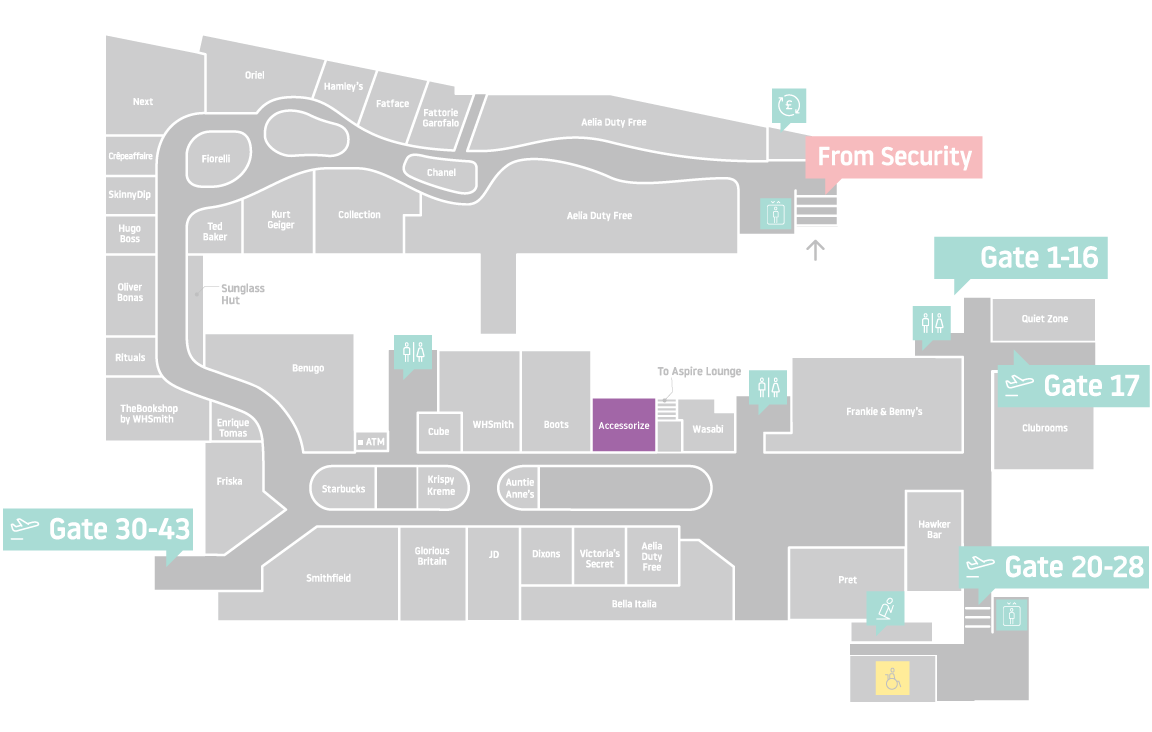 Oriel
Next
Hamley's
Fatface
Fattorie
Garofalo
Aelia Duty Free
£
From Security
Crêpeaffaire
Fiorelli
Chanel
SkinnyDip
Hugo
Boss
Ted
Baker
Kurt
Geiger
Collection
Aelia Duty Free
Gate 1-16
Oliver
Bonas
Sunglass
Hut
Quiet Zone
Rituals
Benugo
To Aspire Lounge
Gate 17
TheBookshop
by WHSmith
Enrique
Tomas
ATM
Cube
WHSmith
Boots
Accessorize
Wasabi
Frankie & Benny's
Clubrooms
Friska
Starbucks
Krispy
Kreme
Auntie
Anne's
Gate 30-43
Hawker
Bar
Glorious
Britain
JD
Dixons
Victoria's
Secret
Aelia
Duty
Free
Smithfield
Bella Italia
Pret
Gate 20-28